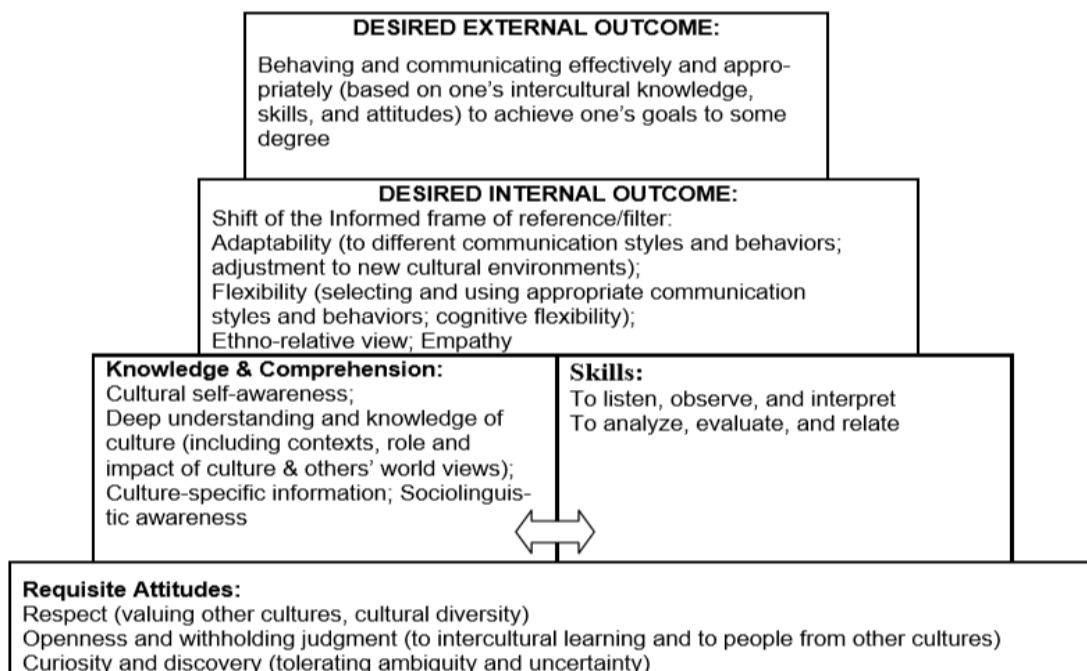 DESIRED EXTERNAL OUTCOME:
Behaving and communicating effectively and appro-
priately (based on one's intercultural knowledge,
skills, and attitudes) to achieve one's goals to some
degree
DESIRED INTERNAL OUTCOME:
Shift of the Informed frame of reference/filter:
Adaptability (to different communication styles and behaviors;
adjustment to new cultural environments);
Flexibility (selecting and using appropriate communication
styles and behaviors; cognitive flexibility);
Ethno-relative view; Empathy
Knowledge & Comprehension:
Cultural self-awareness;
Deep understanding and knowledge of
culture (including contexts, role and
impact of culture & others' world views);
Culture-specific information; Sociolinguis-
tic awareness
Skills:
To listen, observe, and interpret
To analyze, evaluate, and relate
Requisite Attitudes:
Respect (valuing other cultures, cultural diversity)
Openness and withholding judgment (to intercultural learning and to people from other cultures)
Curiosity and discovery (tolerating ambiguity and uncertainty)